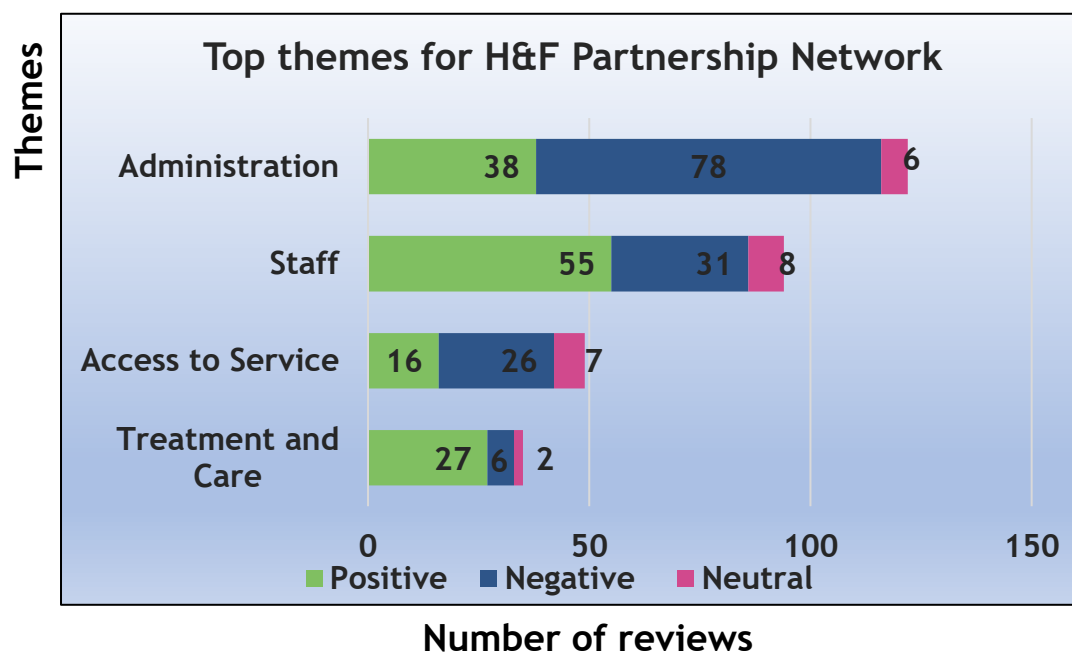 Themes
Top themes for H&F Partnership Network
Administration
38 78 6
Staff
55 31 8
Access to Service
16 26 7
Treatment and
Care
27 6 2
0 50 100 150
Positive Negative Neutral
Number of reviews